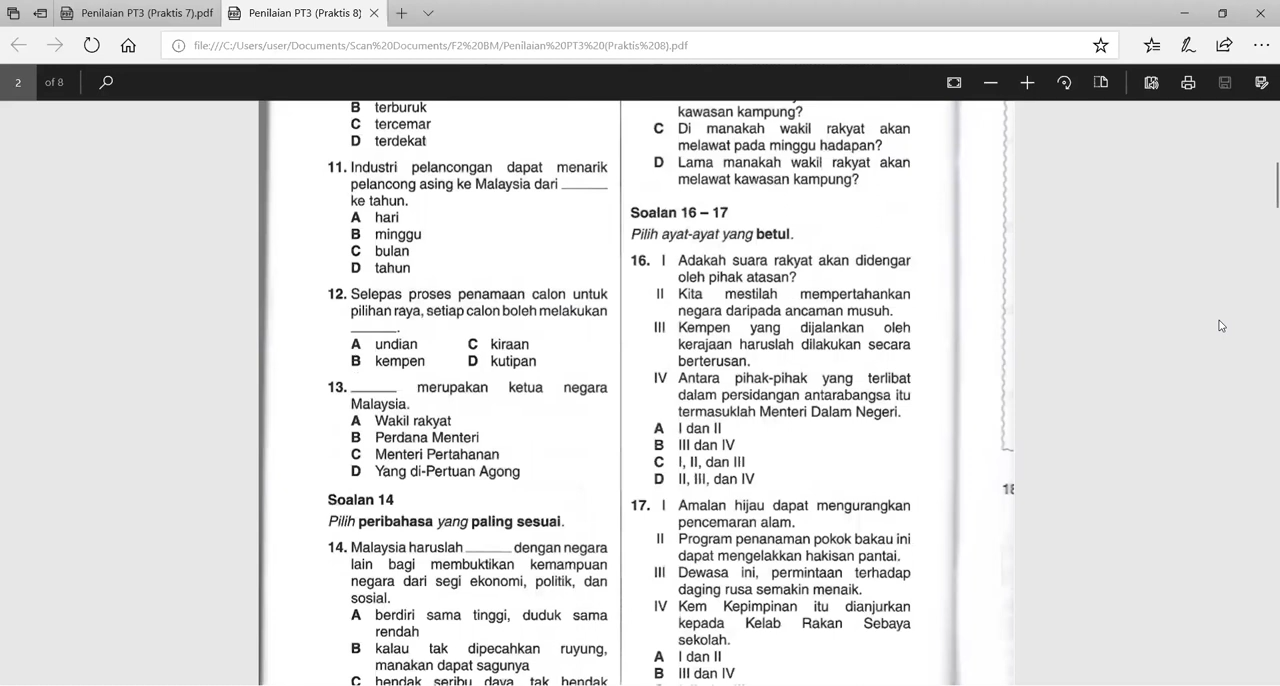 Penilaian PT3 (Praktis 7).pdf
Penilaian PT3 (Praktis 8)
file:///C:/Users/user/Documents/Scan%20Documents/F2%20BM/Penilaian%20PT3%20(Praktis%208).pdf
2 of 8
B terburuk
C tercemar
D terdekat
11. Industri pelancongan dapat menarik
pelancong asing ke Malaysia dari ______
ke tahun.
A hari
B minggu
C bulan
D tahun
12. Selepas proses penamaan calon untuk
pilihan raya, setiap calon boleh melakukan
______.
A undian C kiraan
B kempen D kutipan
13. ______ merupakan ketua negara
Malaysia.
A Wakil rakyat
B Perdana Menteri
C Menteri Pertahanan
D Yang di-Pertuan Agong
Soalan 14
Pilih peribahasa yang paling sesuai.
14. Malaysia haruslah ______ dengan negara
lain bagi membuktikan kemampuan
negara dari segi ekonomi, politik, dan
sosial.
A berdiri sama tinggi, duduk sama
rendah
B kalau tak dipecahkan ruyung,
manakan dapat sagunya
C hendak seribu daya, tak hendak
kawasan kampung?
C Di manakah wakil rakyat akan
melawat pada minggu hadapan?
D Lama manakah wakil rakyat akan
melawat kawasan kampung?
Soalan 16 – 17
Pilih ayat-ayat yang betul.
16. I Adakah suara rakyat akan didengar
oleh pihak atasan?
II Kita mestilah mempertahankan
negara daripada ancaman musuh.
III Kempen yang dijalankan oleh
kerajaan haruslah dilakukan secara
berterusan.
IV Antara pihak-pihak yang terlibat
dalam persidangan antarabangsa itu
termasuklah Menteri Dalam Negeri.
A I dan II
B III dan IV
C I, II, dan III
D II, III, dan IV
17. I Amalan hijau dapat mengurangkan
pencemaran alam.
II Program penanaman pokok bakau ini
dapat mengelakkan hakisan pantai.
III Dewasa ini, permintaan terhadap
daging rusa semakin menaik.
IV Kem Kepimpinan itu dianjurkan
kepada Kelab Rakan Sebaya
sekolah.
A I dan II
B III dan IV